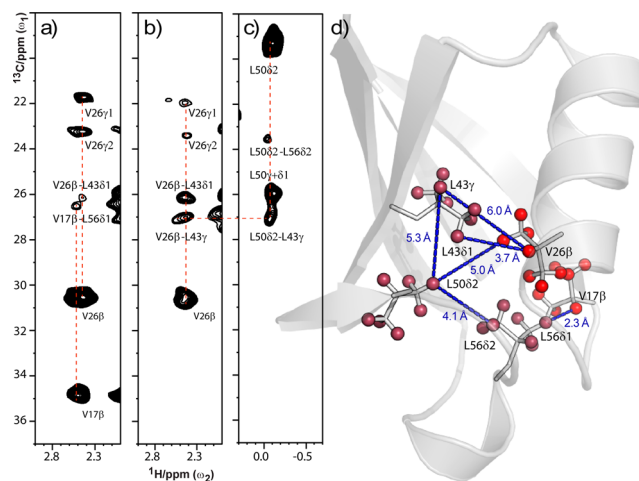 a)
b)
c)
d)
13C/ppm (ω1)
22
24
26
28
30
32
34
36
V26γ1
V26γ2
V26β-L43δ1
V17β-L56δ1
V26β
V17β
2.5
2.3
V26γ1
V26γ2
V26β-L43δ1
V26β-L43γ
V26β
2.5
2.3
L50δ2
L50δ2-L56δ2
L50γ+δ1
L50δ2-L43γ
0.0
-0.5
1H/ppm (ω2)
L43γ
6.0 Å
5.3 Å
L43δ1
3.7 Å
V26β
5.0 Å
L50δ2
V17β
4.1 Å
2.3 Å
L56δ2
L56δ1